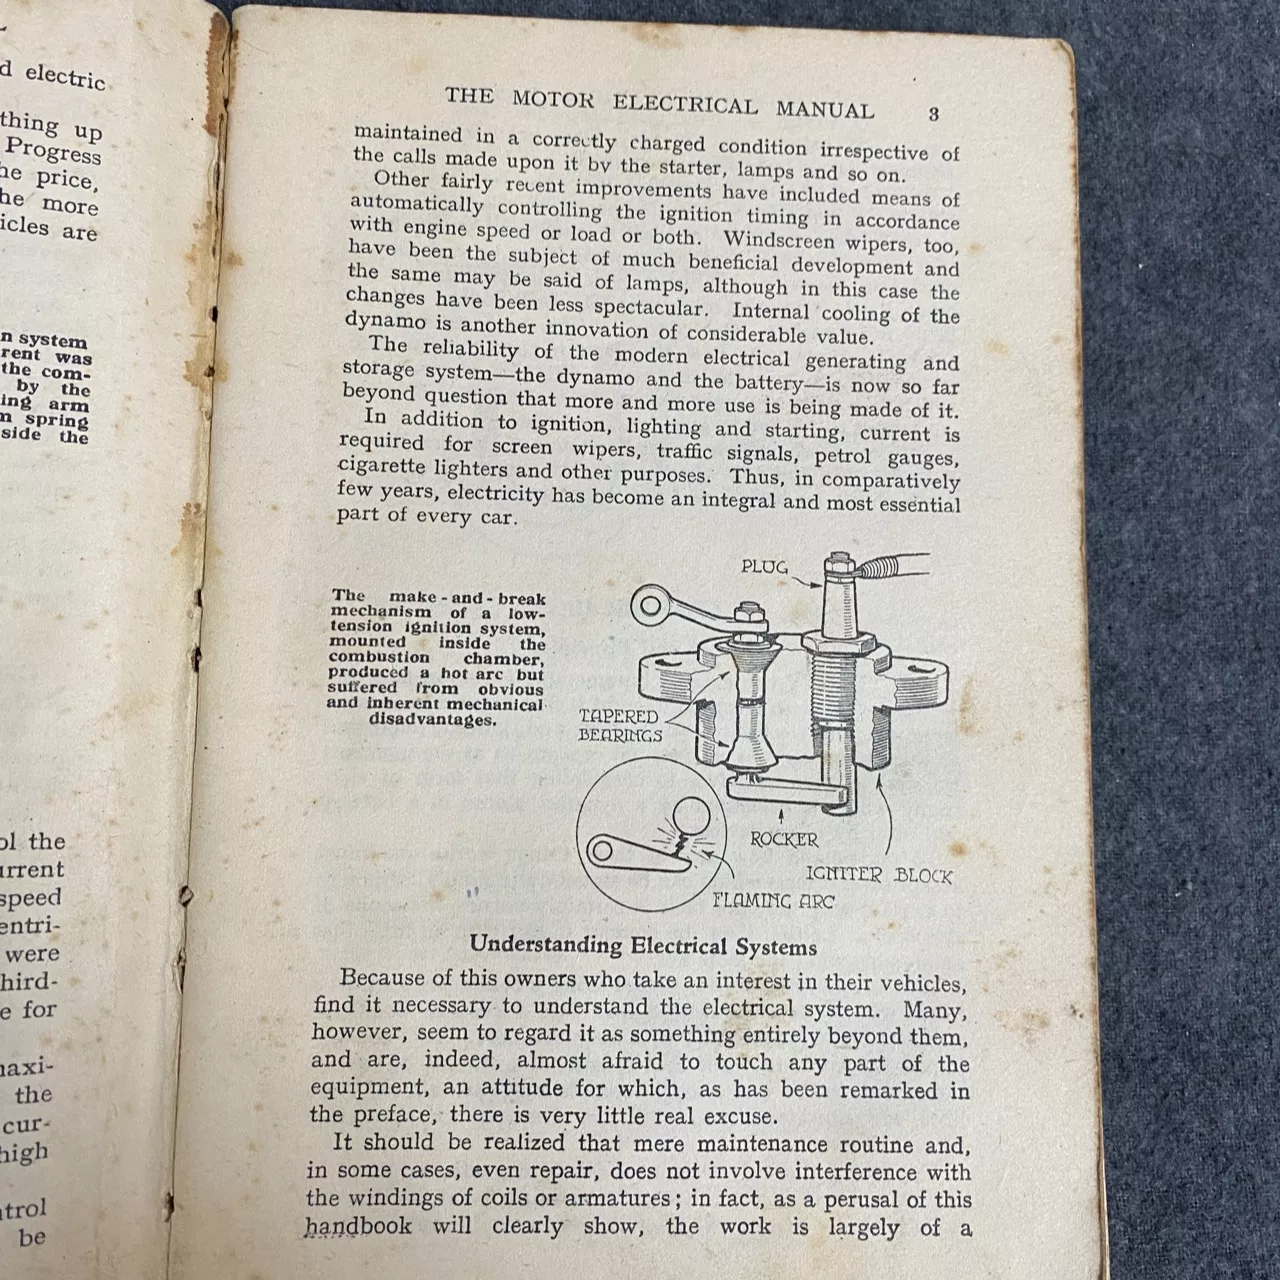 d electric
thing up
Progress
he price,
he more
icles are
n system
rent was
the com-
by the
ing arm
n spring
side the
ol the
urrent
speed
entri-
were
hird-
e for
naxi-
the
cur-
high
ntrol
be
THE MOTOR ELECTRICAL MANUAL 3
maintained in a correctly charged condition irrespective of
the calls made upon it by the starter, lamps and so on.
Other fairly recent improvements have included means of
automatically controlling the ignition timing in accordance
with engine speed or load or both. Windscreen wipers, too,
have been the subject of much beneficial development and
the same may be said of lamps, although in this case the
changes have been less spectacular. Internal cooling of the
dynamo is another innovation of considerable value.
The reliability of the modern electrical generating and
storage system—the dynamo and the battery—is now so far
beyond question that more and more use is being made of it.
In addition to ignition, lighting and starting, current is
required for screen wipers, traffic signals, petrol gauges,
cigarette lighters and other purposes. Thus, in comparatively
few years, electricity has become an integral and most essential
part of every car.
The make-and-break
mechanism of a low-
tension ignition system,
mounted inside the
combustion chamber,
produced a hot arc but
suffered from obvious
and inherent mechanical
disadvantages.
PLUG
TAPERED
BEARINGS
ROCKER
IGNITER BLOCK
FLAMING ARC
Understanding Electrical Systems
Because of this owners who take an interest in their vehicles,
find it necessary to understand the electrical system. Many,
however, seem to regard it as something entirely beyond them,
and are, indeed, almost afraid to touch any part of the
equipment, an attitude for which, as has been remarked in
the preface, there is very little real excuse.
It should be realized that mere maintenance routine and,
in some cases, even repair, does not involve interference with
the windings of coils or armatures; in fact, as a perusal of this
handbook will clearly show, the work is largely of a